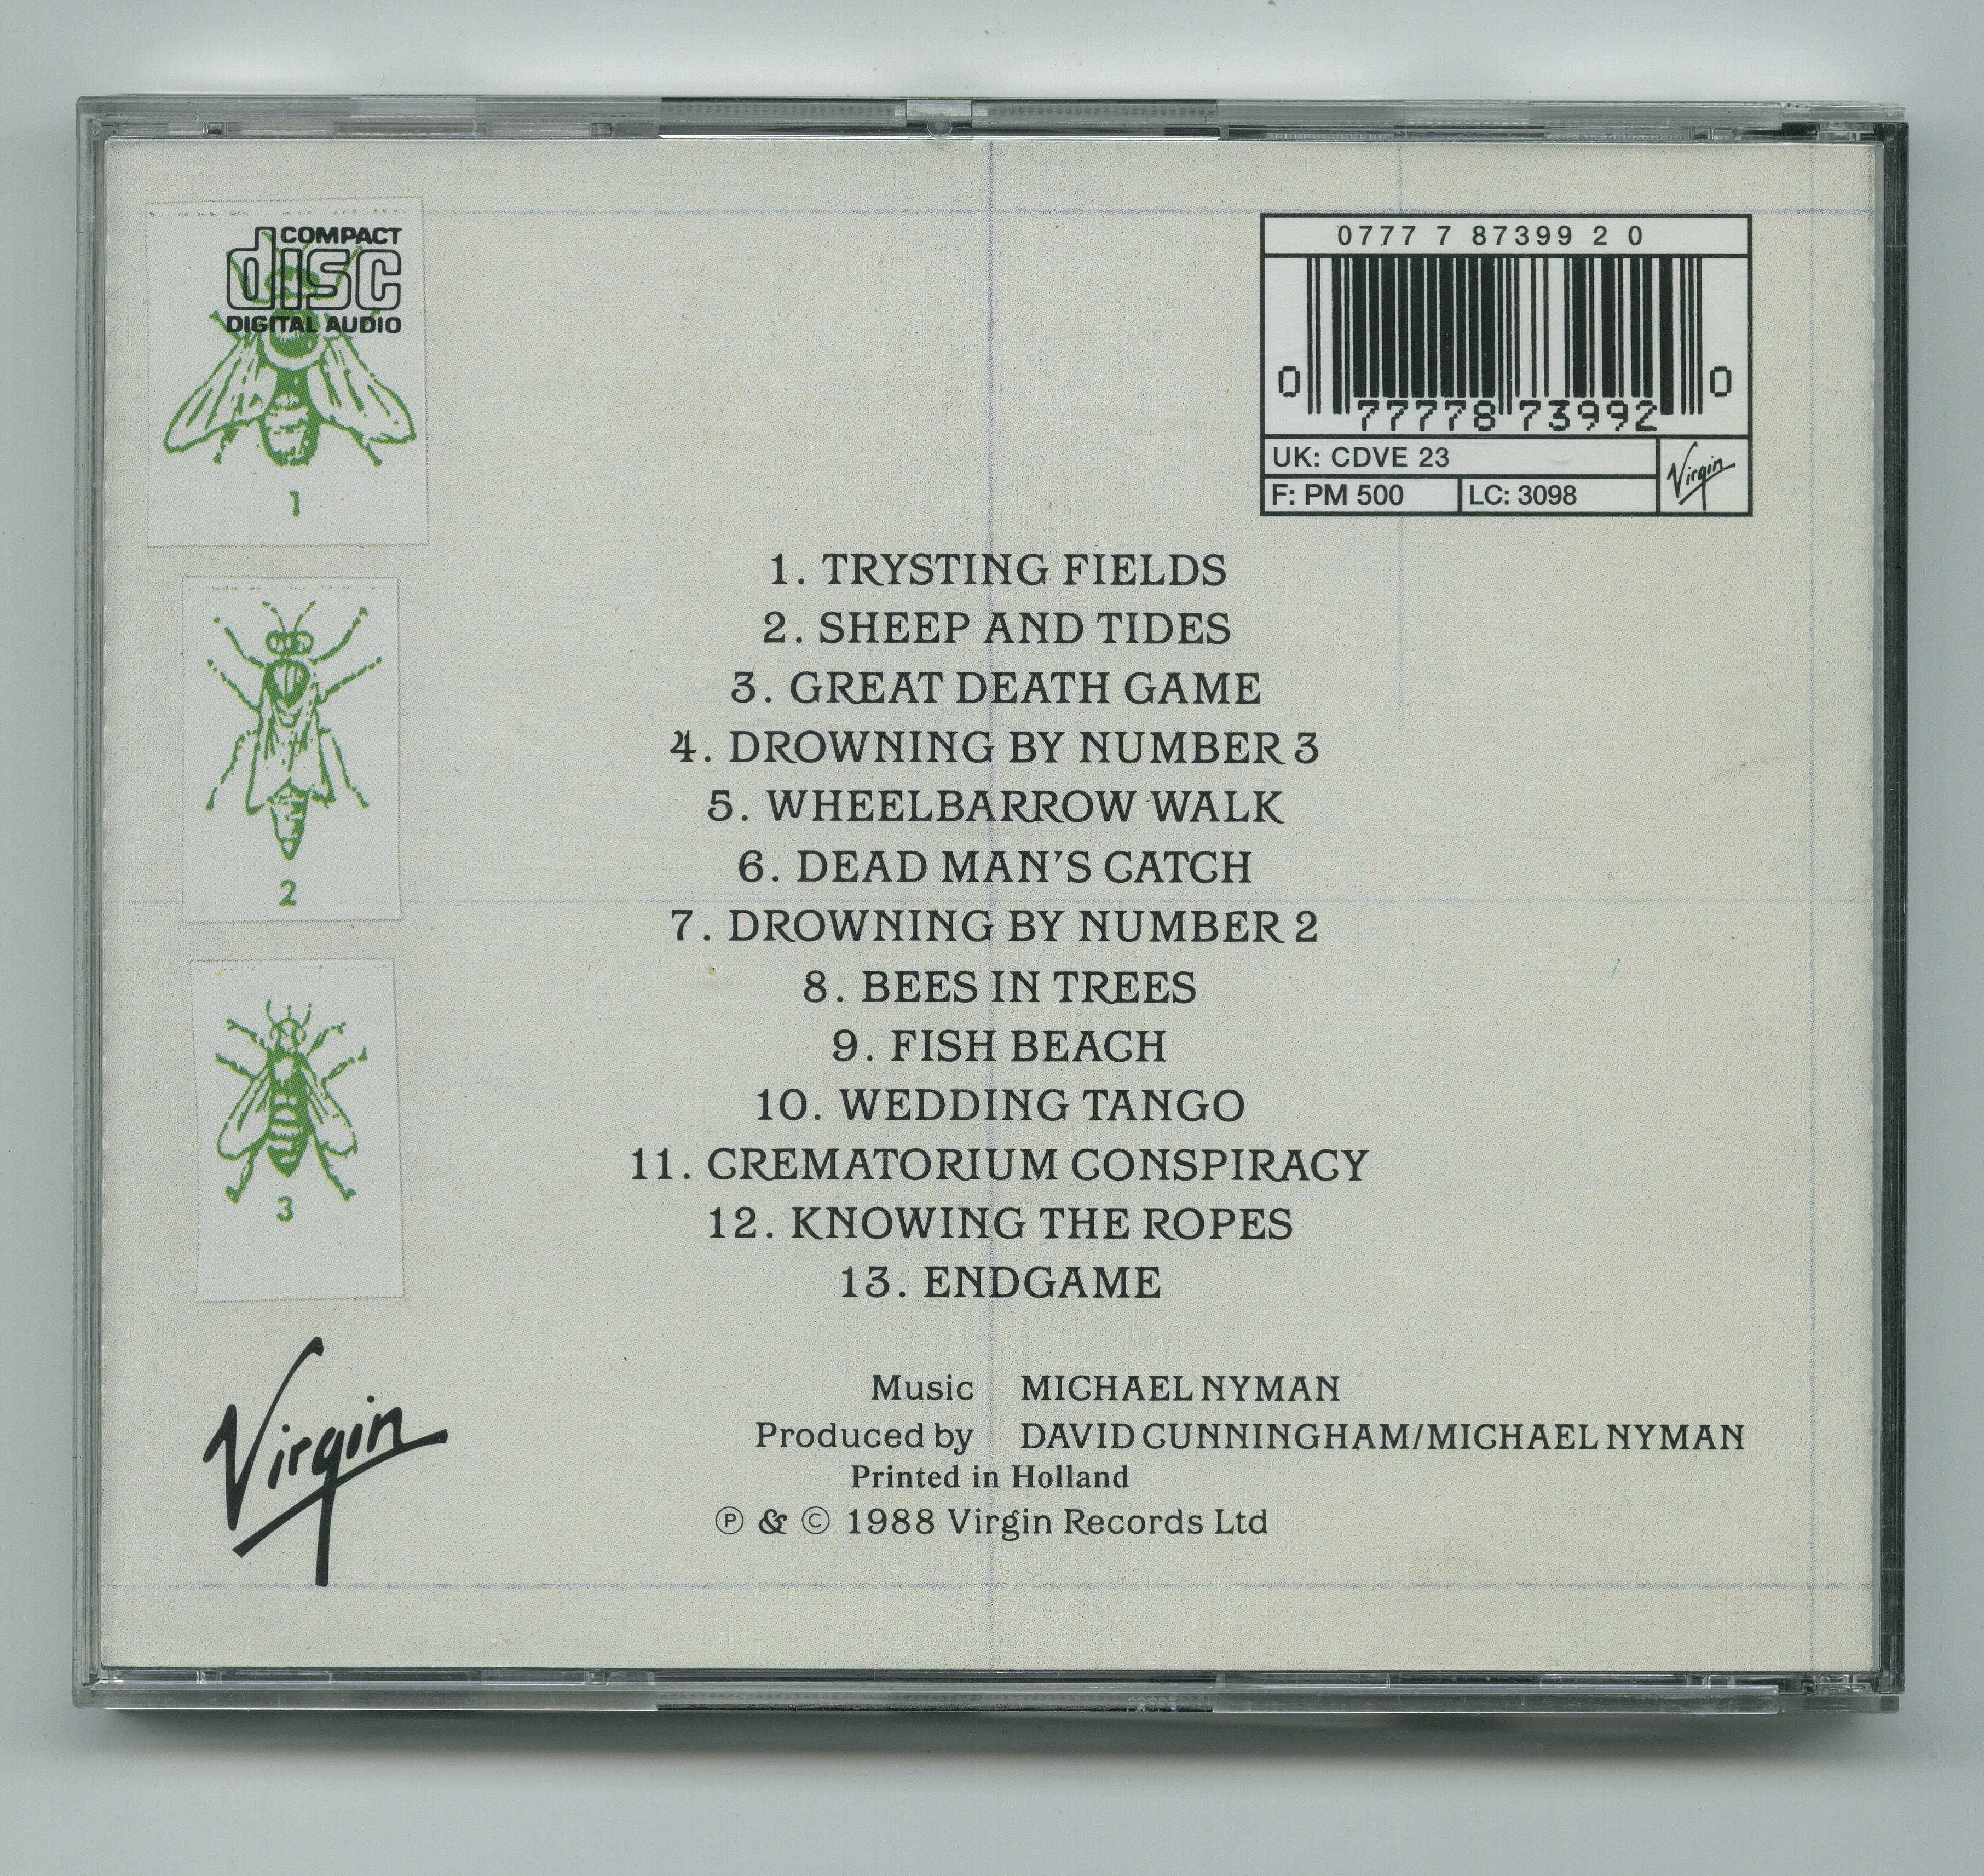 COMPACT
disc
DIGITAL AUDIO
1
2
3
0777 7 87399 2 0
0 77778 73992 0
UK: CDVE 23
F: PM 500 LC: 3098
Virgin
1. TRYSTING FIELDS
2. SHEEP AND TIDES
3. GREAT DEATH GAME
4. DROWNING BY NUMBER 3
5. WHEELBARROW WALK
6. DEAD MAN'S CATCH
7. DROWNING BY NUMBER 2
8. BEES IN TREES
9. FISH BEACH
10. WEDDING TANGO
11. CREMATORIUM CONSPIRACY
12. KNOWING THE ROPES
13. ENDGAME
Virgin
Music MICHAEL NYMAN
Produced by DAVID CUNNINGHAM/MICHAEL NYMAN
Printed in Holland
Ⓟ & © 1988 Virgin Records Ltd